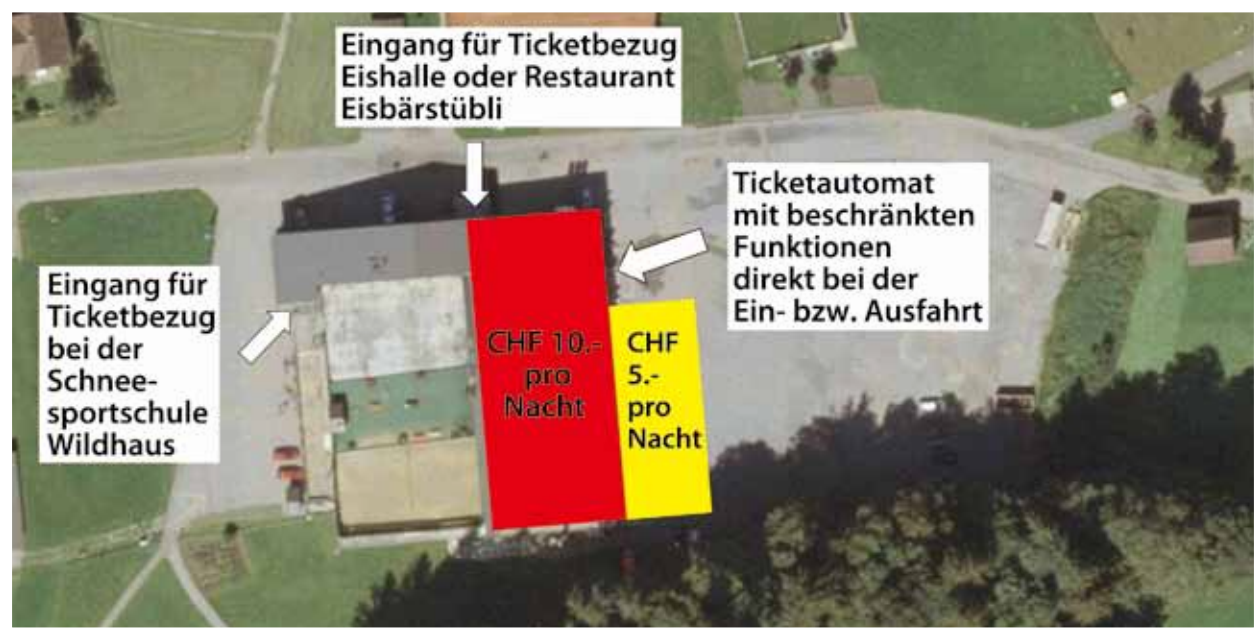 Eingang für Ticketbezug
Eishalle oder Restaurant
Eisbärstübli
Ticketautomat
mit beschränkten
Funktionen
direkt bei der
Ein- bzw. Ausfahrt
Eingang für
Ticketbezug
bei der
Schnee-
sportschule
Wildhaus
CHF 10.-
pro
Nacht
CHF
5.-
pro
Nacht